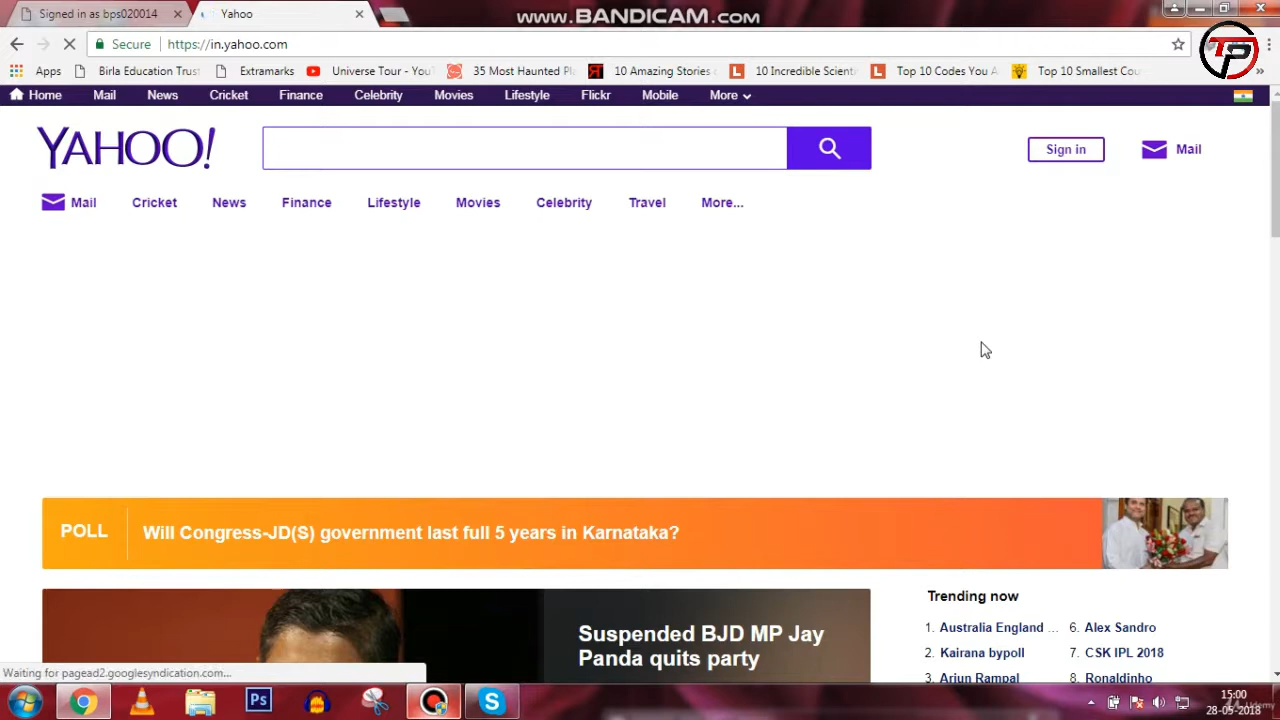 Signed in as bps020014
Yahoo
www.BANDICAM.com
Secure
https://in.yahoo.com
TP
Apps
Birla Education Trust
Extramarks
Universe Tour - You
35 Most Haunted Pl
10 Amazing Stories
10 Incredible Scienti
Top 10 Codes You A
Top 10 Smallest Cou
Home
Mail
News
Cricket
Finance
Celebrity
Movies
Lifestyle
Flickr
Mobile
More
YAHOO!
Sign in
Mail
Mail
Cricket
News
Finance
Lifestyle
Movies
Celebrity
Travel
More...
POLL
Will Congress-JD(S) government last full 5 years in Karnataka?
Suspended BJD MP Jay
Panda quits party
Trending now
1. Australia England ...
2. Kairana bypoll
3. Arjun Rampal
6. Alex Sandro
7. CSK IPL 2018
8. Ronaldinho
Waiting for pagead2.googlesyndication.com...
Ps
15:00
28-05-2018
Udemy